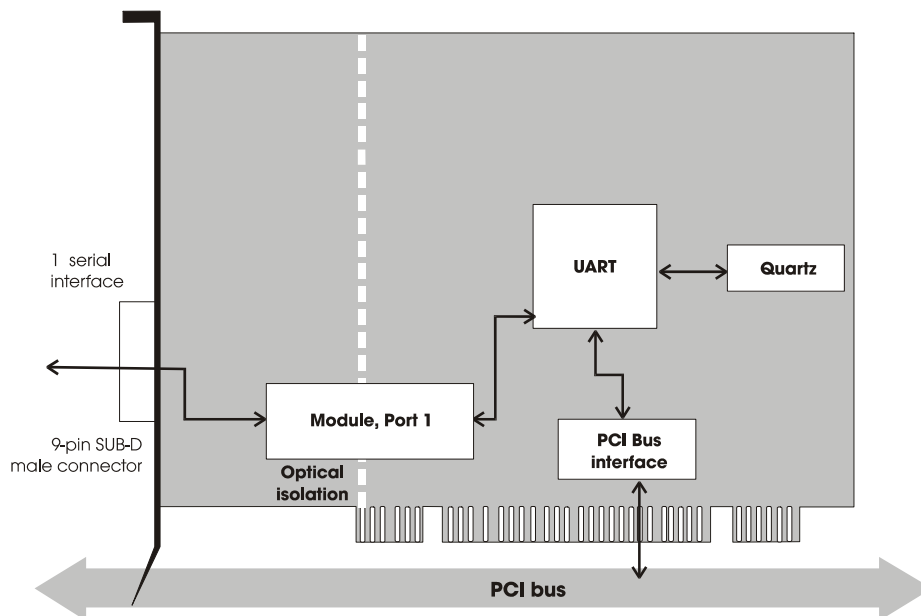 1 serial
interface
UART
Quartz
Module, Port 1
9-pin SUB-D
male connector
Optical
isolation
PCI Bus
interface
PCI bus